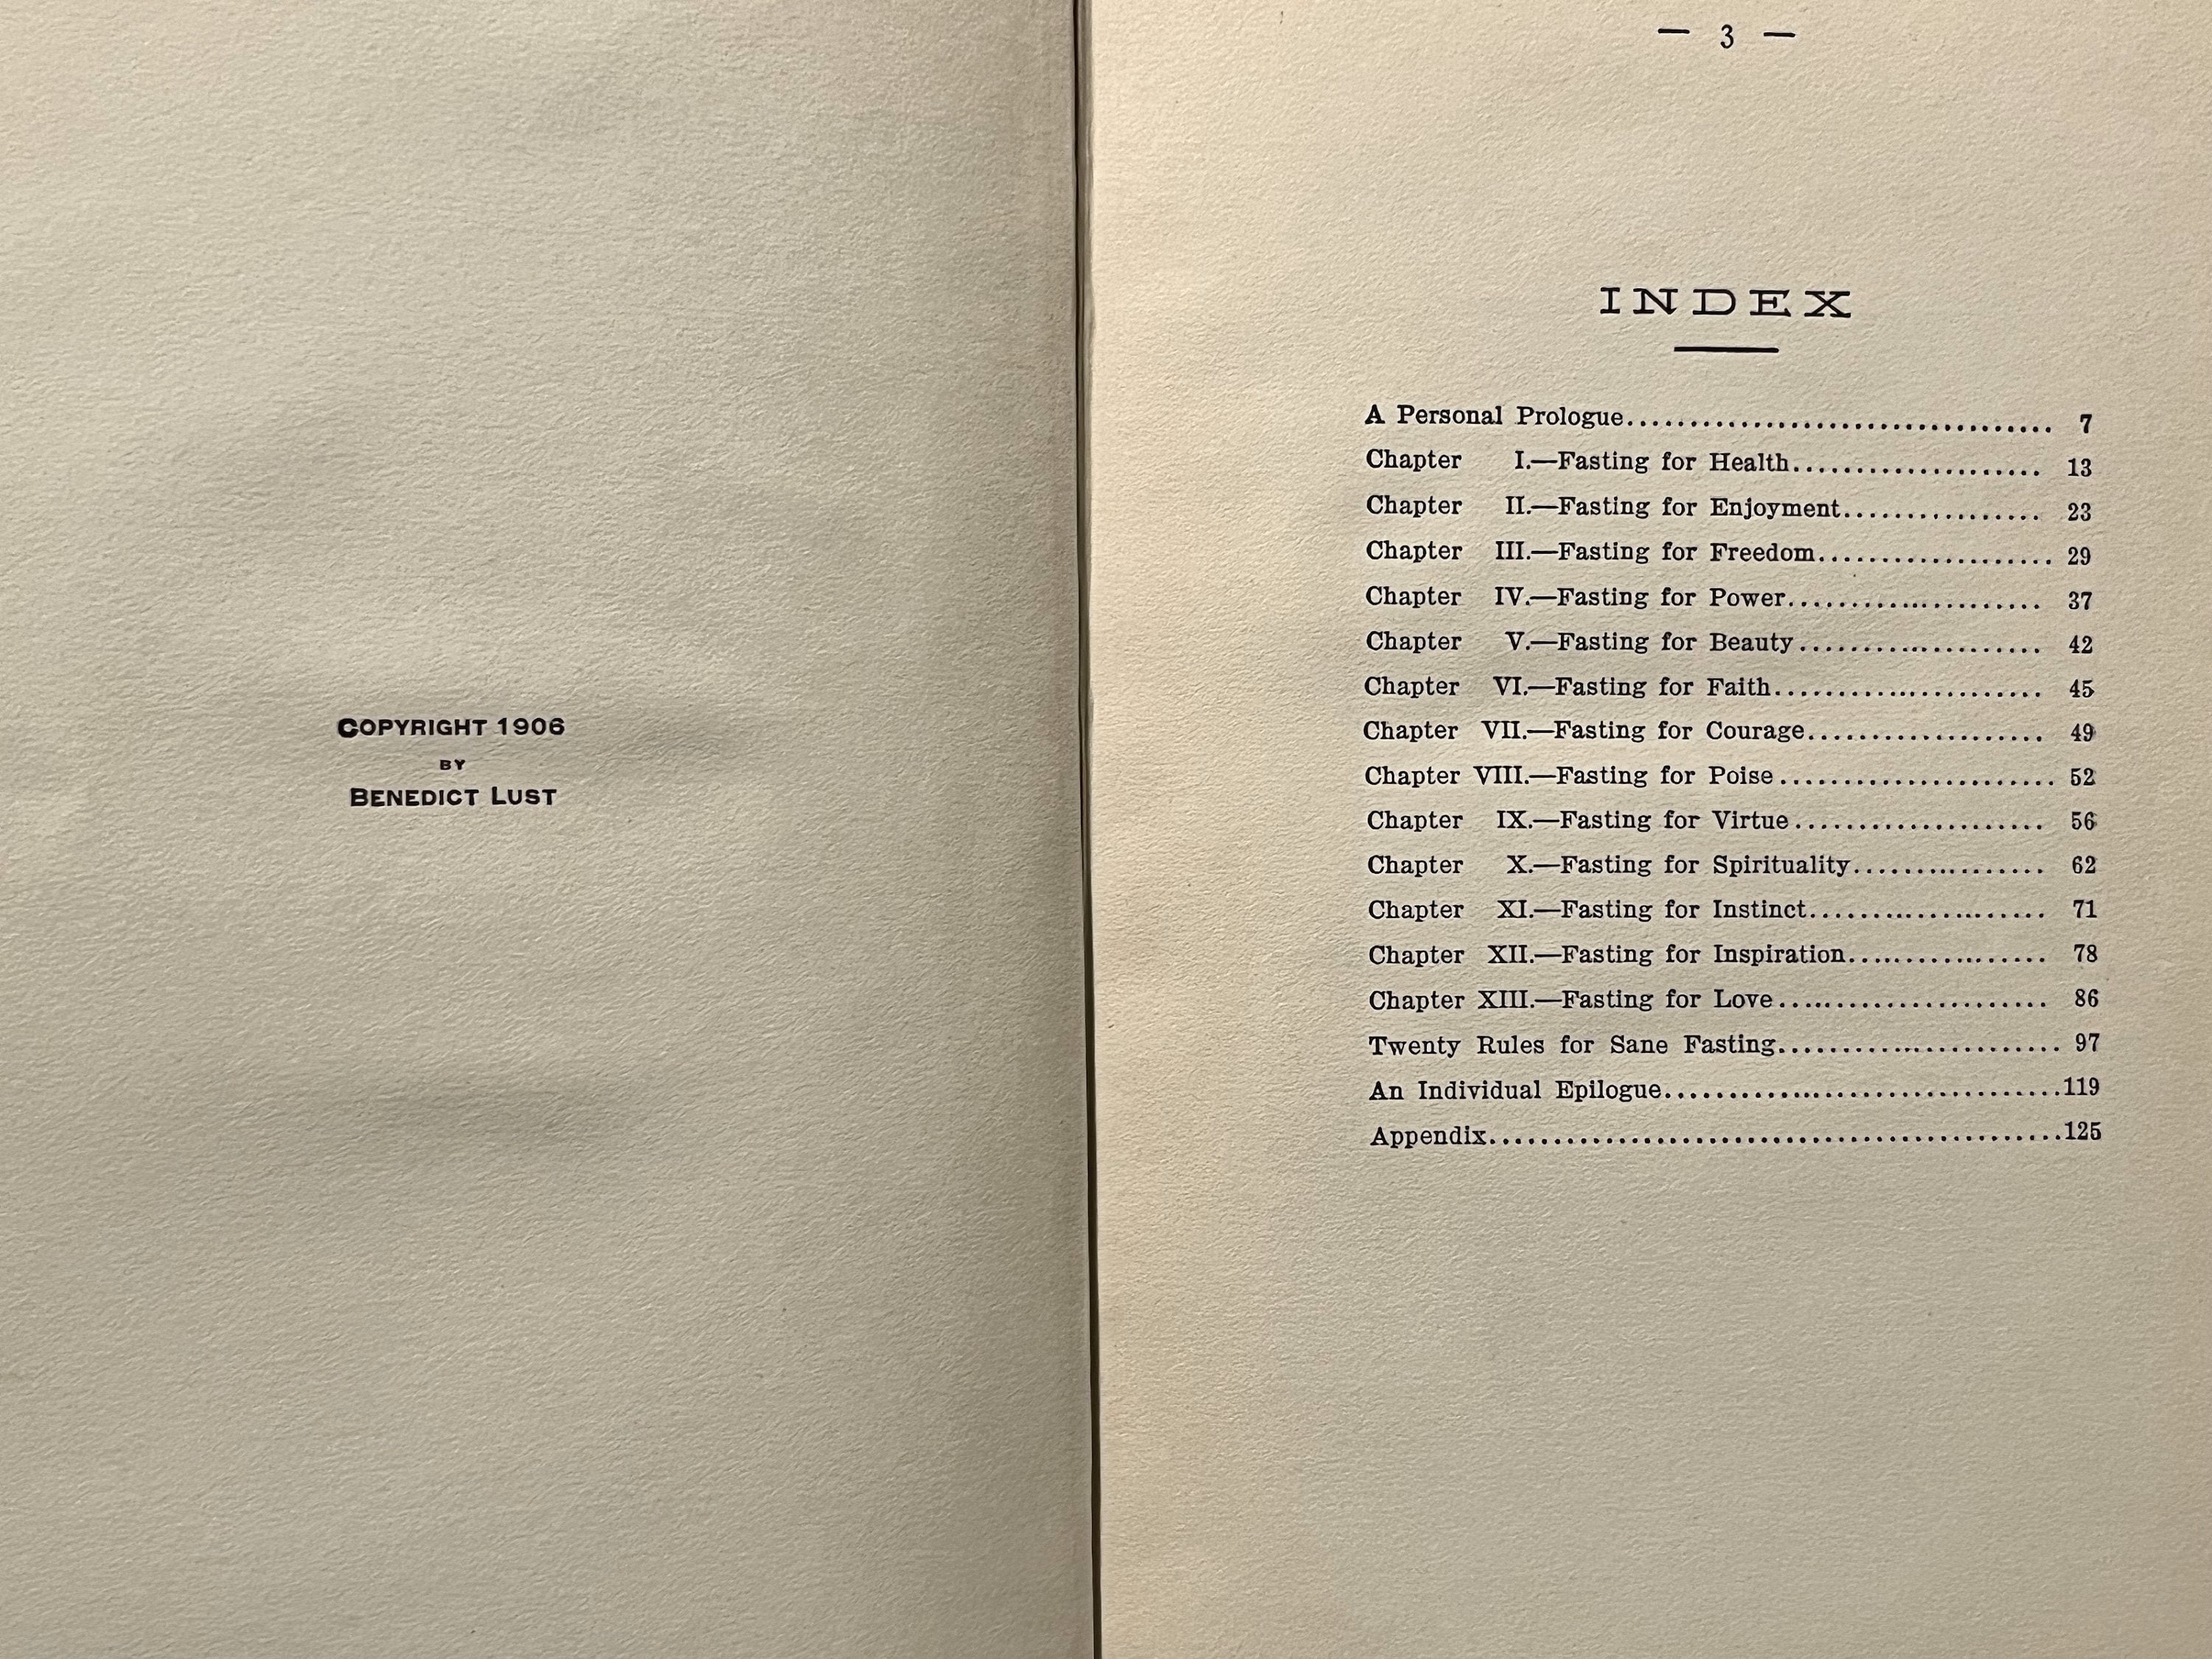 COPYRIGHT 1906
BY
BENEDICT LUST
— 3 —
INDEX
A Personal Prologue.................................. 7
Chapter I.—Fasting for Health.................... 13
Chapter II.—Fasting for Enjoyment................ 23
Chapter III.—Fasting for Freedom................... 29
Chapter IV.—Fasting for Power.................... 37
Chapter V.—Fasting for Beauty................... 42
Chapter VI.—Fasting for Faith..................... 45
Chapter VII.—Fasting for Courage................... 49
Chapter VIII.—Fasting for Poise...................... 52
Chapter IX.—Fasting for Virtue.................... 56
Chapter X.—Fasting for Spirituality............... 62
Chapter XI.—Fasting for Instinct................... 71
Chapter XII.—Fasting for Inspiration................ 78
Chapter XIII.—Fasting for Love...................... 86
Twenty Rules for Sane Fasting...................... 97
An Individual Epilogue...............................119
Appendix.............................................125